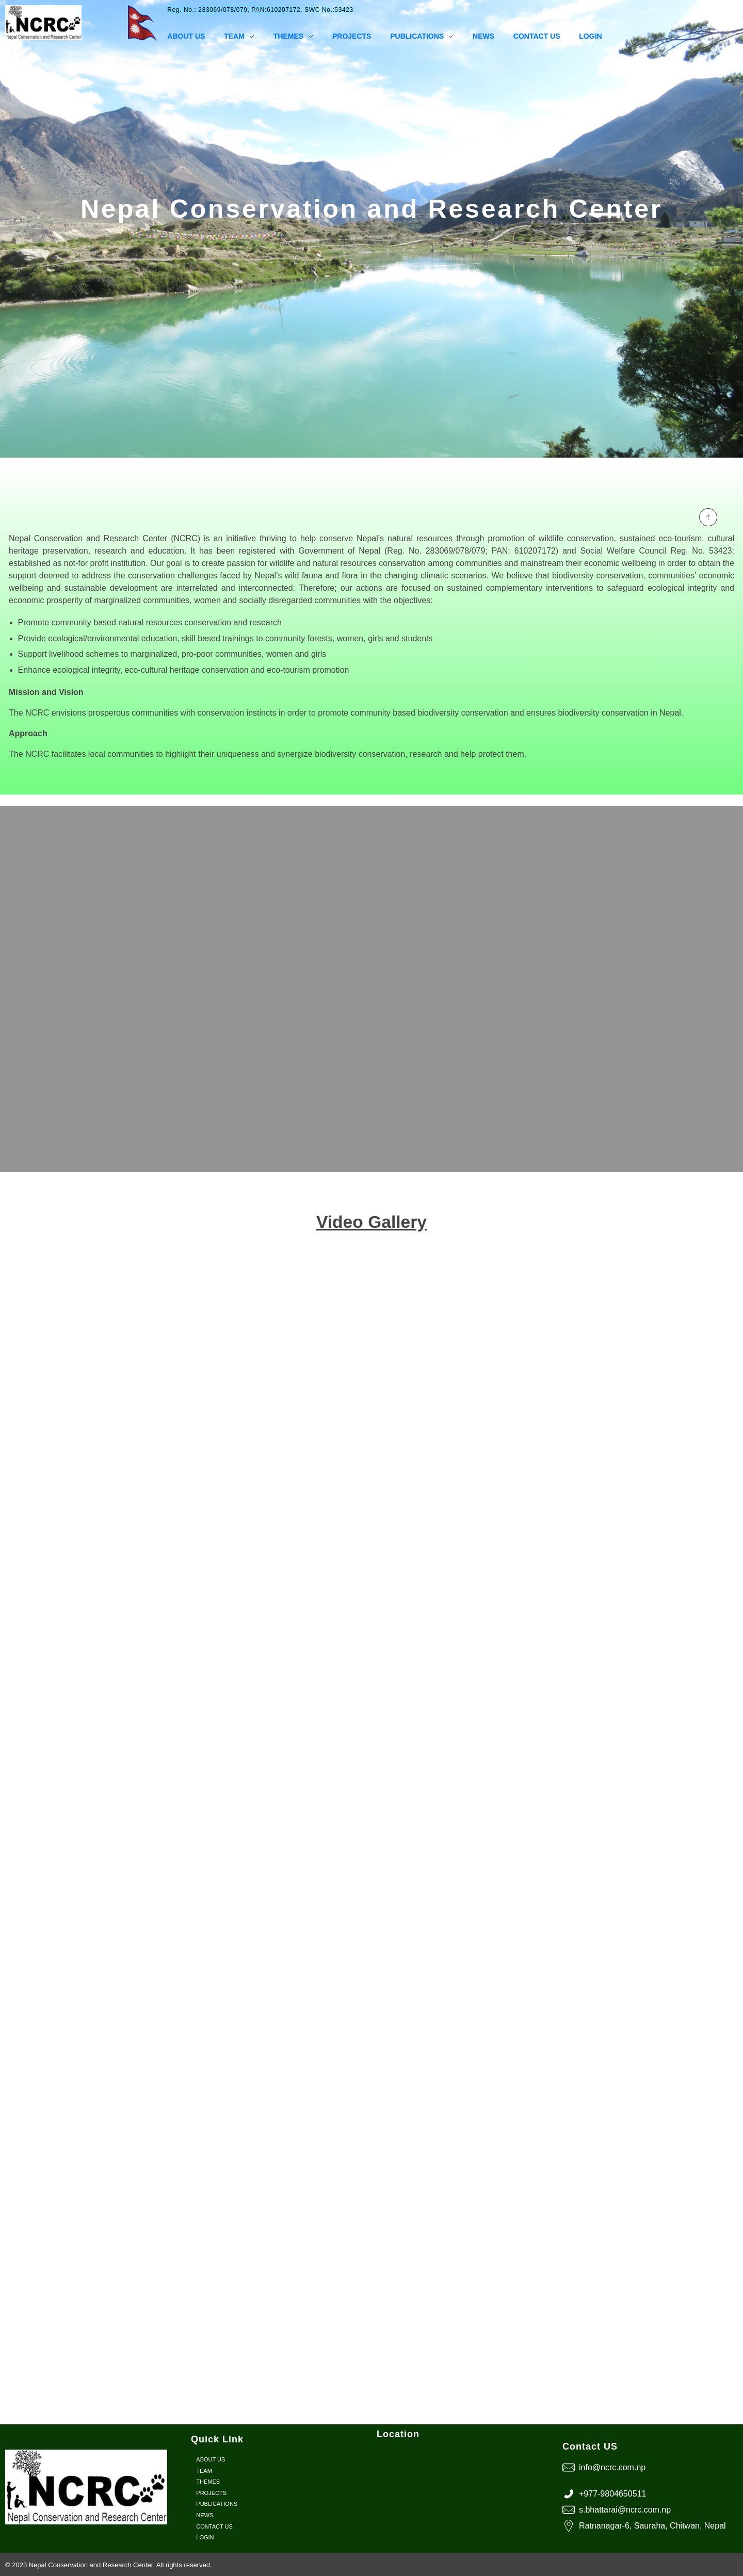 NCRC
Nepal Conservation and Research Center
Reg. No.: 283069/078/079, PAN:610207172, SWC No.:53423
ABOUT US TEAM THEMES PROJECTS PUBLICATIONS NEWS CONTACT US LOGIN
Nepal Conservation and Research Center
Nepal Conservation and Research Center (NCRC) is an initiative thriving to help conserve Nepal's natural resources through promotion of wildlife conservation, sustained eco-tourism, cultural
heritage preservation, research and education. It has been registered with Government of Nepal (Reg. No. 283069/078/079; PAN: 610207172) and Social Welfare Council Reg. No. 53423;
established as not-for profit institution. Our goal is to create passion for wildlife and natural resources conservation among communities and mainstream their economic wellbeing in order to obtain the
support deemed to address the conservation challenges faced by Nepal's wild fauna and flora in the changing climatic scenarios. We believe that biodiversity conservation, communities' economic
wellbeing and sustainable development are interrelated and interconnected. Therefore; our actions are focused on sustained complementary interventions to safeguard ecological integrity and
economic prosperity of marginalized communities, women and socially disregarded communities with the objectives:
• Promote community based natural resources conservation and research
• Provide ecological/environmental education, skill based trainings to community forests, women, girls and students
• Support livelihood schemes to marginalized, pro-poor communities, women and girls
• Enhance ecological integrity, eco-cultural heritage conservation and eco-tourism promotion
Mission and Vision
The NCRC envisions prosperous communities with conservation instincts in order to promote community based biodiversity conservation and ensures biodiversity conservation in Nepal.
Approach
The NCRC facilitates local communities to highlight their uniqueness and synergize biodiversity conservation, research and help protect them.
Video Gallery
NCRC
Nepal Conservation and Research Center
Quick Link
ABOUT US
TEAM
THEMES
PROJECTS
PUBLICATIONS
NEWS
CONTACT US
LOGIN
Location
Contact US
info@ncrc.com.np
+977-9804650511
s.bhattarai@ncrc.com.np
Ratnanagar-6, Sauraha, Chitwan, Nepal
© 2023 Nepal Conservation and Research Center. All rights reserved.